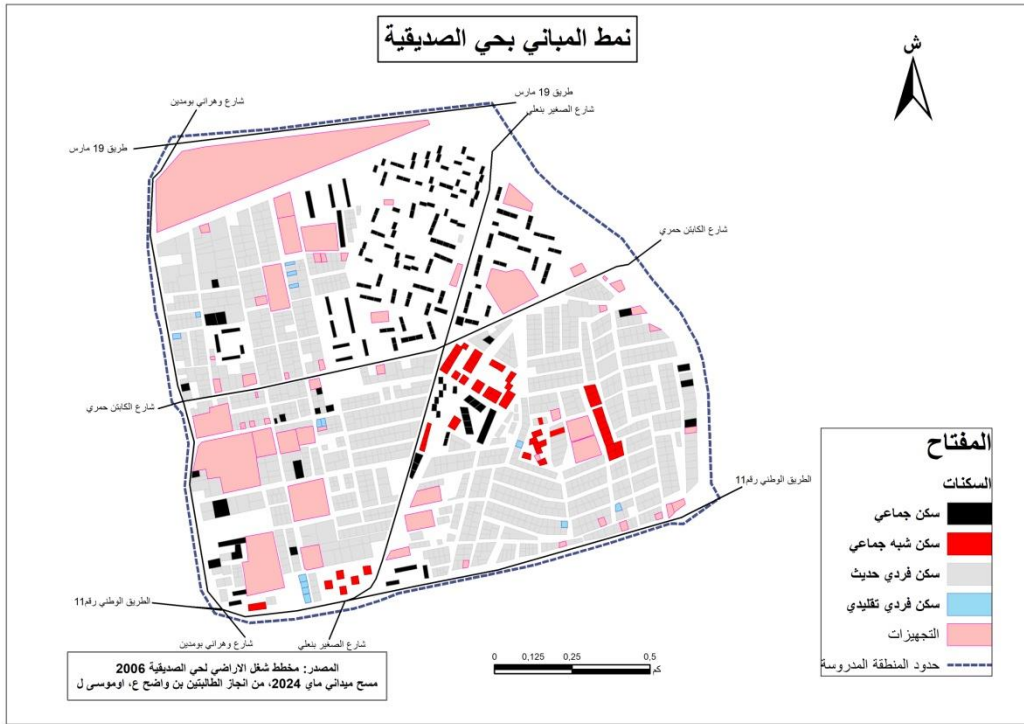 نمط المباني بحي الصديقية
ش
طريق 19 مارس
شارع وهراني بومدين
شارع الصغير بنعلي
طريق 19 مارس
شارع الكابتن حمري
شارع الكابتن حمري
الطريق الوطني رقم11
الطريق الوطني رقم11
شارع وهراني بومدين
شارع الصغير بنعلي
المفتاح
السكنات
سكن جماعي
سكن شبه جماعي
سكن فردي حديث
سكن فردي تقليدي
التجهيزات
حدود المنطقة المدروسة
0 0,125 0,25 0,5
كم
المصدر: مخطط شغل الاراضي لحي الصديقية 2006
مسح ميداني ماي 2024، من انجاز الطالبتين بن واضح ع، اوموسى ل